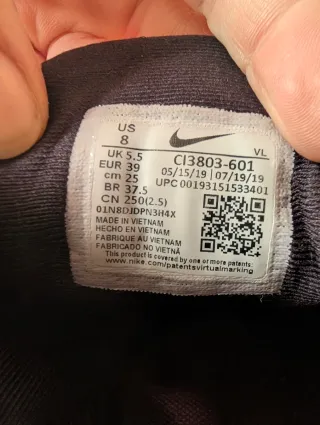 US
8
VL
UK 5.5
CI3803-601
EUR 39
05/15/19 | 07/19/19
cm 25
UPC 00193151533401
BR 37.5
CN 250(2.5)
01N8DJDPN3H4X
MADE IN VIETNAM
HECHO EN VIETNAM
FABRIQUE AU VIETNAM
FABRICADO NO VIETNÃ
This product is covered by one or more patents:
www.nike.com/patentsvirtualmarking